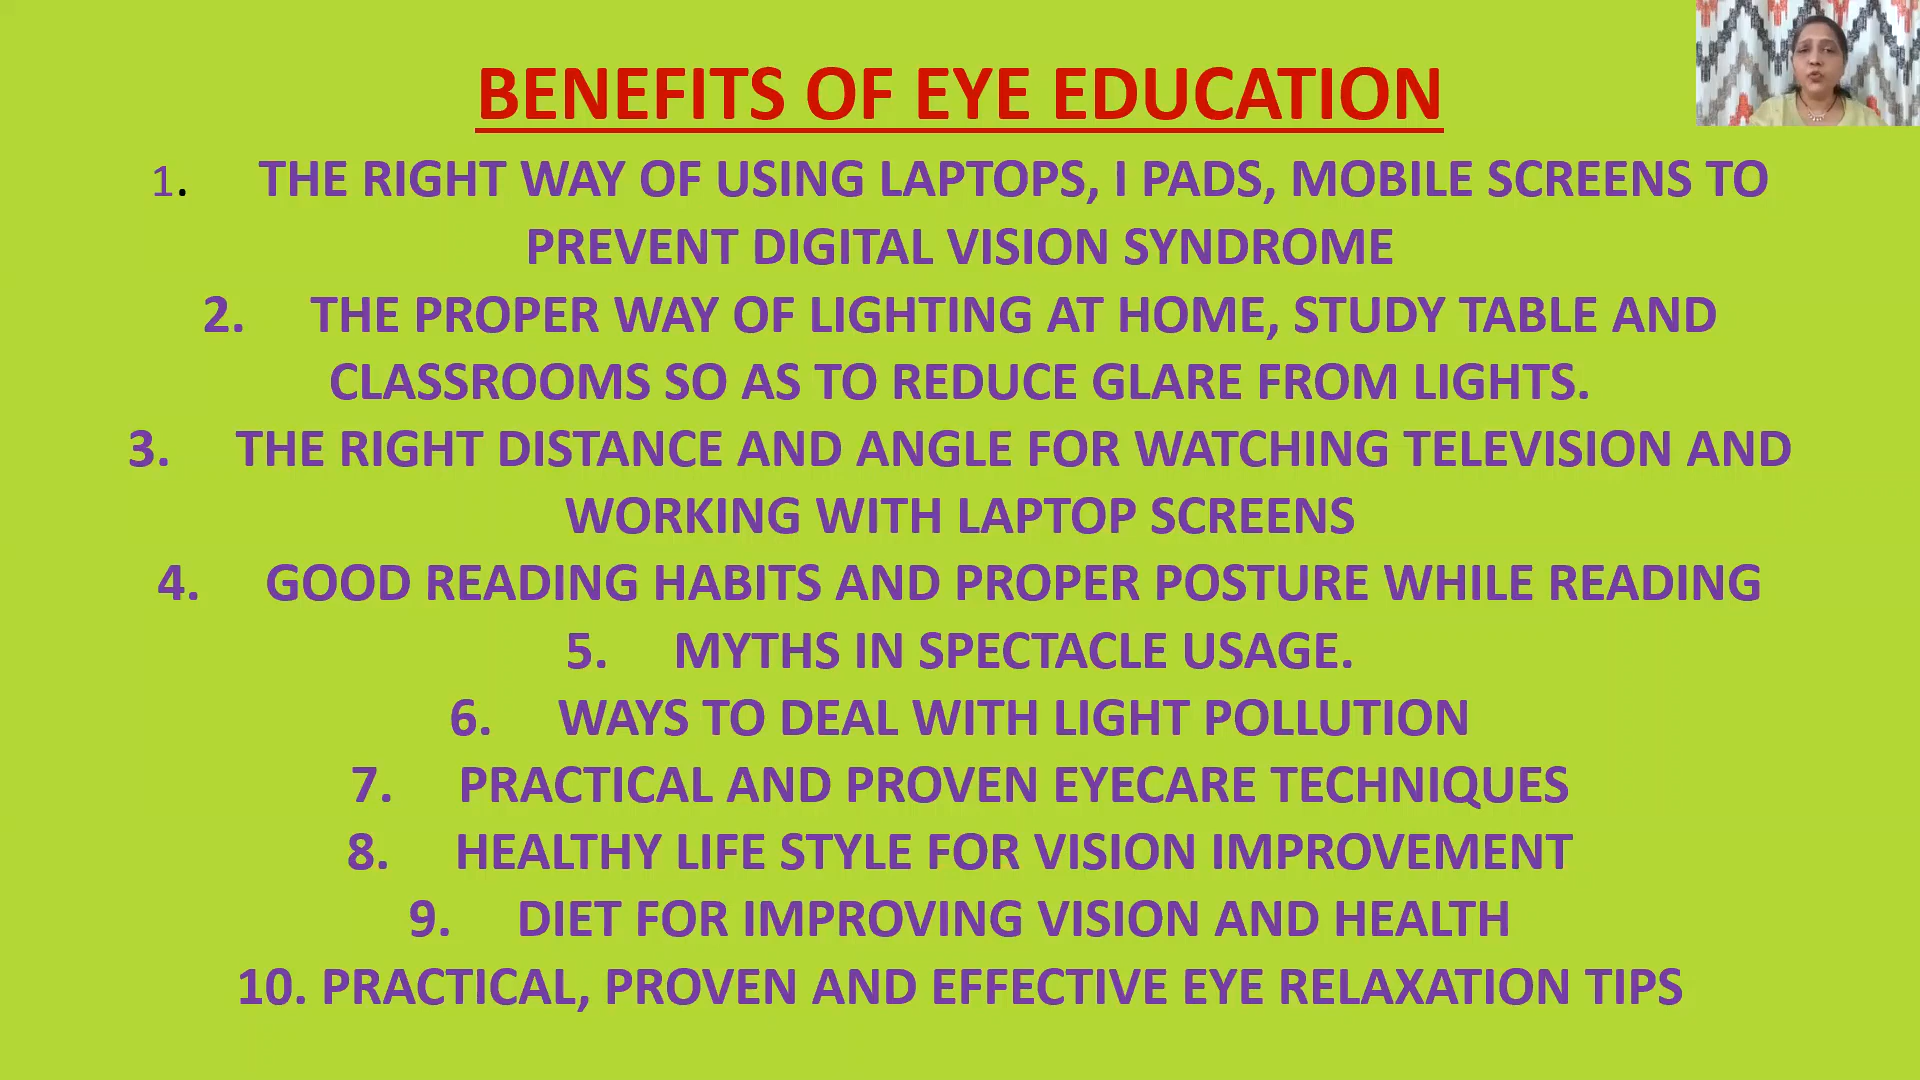 BENEFITS OF EYE EDUCATION
1. THE RIGHT WAY OF USING LAPTOPS, I PADS, MOBILE SCREENS TO
PREVENT DIGITAL VISION SYNDROME
2. THE PROPER WAY OF LIGHTING AT HOME, STUDY TABLE AND
CLASSROOMS SO AS TO REDUCE GLARE FROM LIGHTS.
3. THE RIGHT DISTANCE AND ANGLE FOR WATCHING TELEVISION AND
WORKING WITH LAPTOP SCREENS
4. GOOD READING HABITS AND PROPER POSTURE WHILE READING
5. MYTHS IN SPECTACLE USAGE.
6. WAYS TO DEAL WITH LIGHT POLLUTION
7. PRACTICAL AND PROVEN EYECARE TECHNIQUES
8. HEALTHY LIFE STYLE FOR VISION IMPROVEMENT
9. DIET FOR IMPROVING VISION AND HEALTH
10. PRACTICAL, PROVEN AND EFFECTIVE EYE RELAXATION TIPS